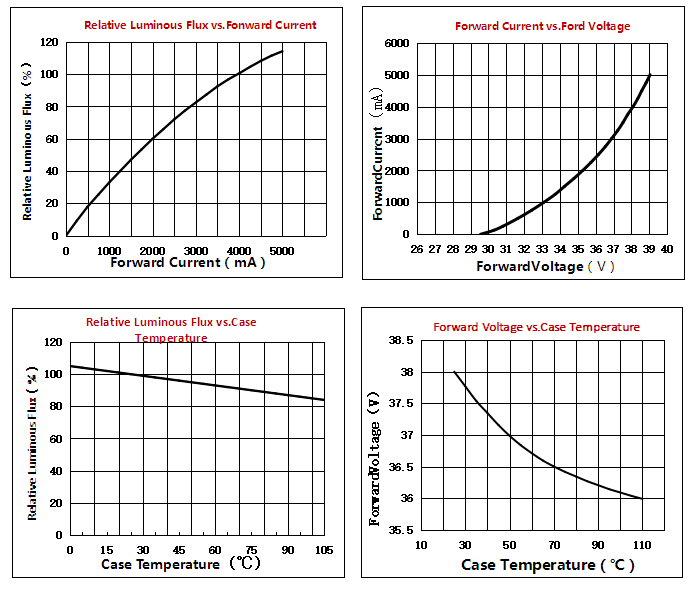 Relative Luminous Flux vs.Fonward Current
120
100
80
60
40
20
0
Relative Luminous Flux (%)
0 1000 2000 3000 4000 5000
Forward Current ( mA )
Forward Current vs.Ford Voltage
6000
5000
4000
3000
2000
1000
0
ForwardCurrent (mA)
26 27 28 29 30 31 32 33 34 35 36 37 38 39 40
ForwardVoltage ( V )
Relative Luminous Flux vs.Case
Temperature
120
100
80
60
40
20
0
Relative Luminous Flux ( % )
0 15 30 45 60 75 90 105
Case Temperature (℃)
Forward Voltage vs.Case Temperature
38.5
38
37.5
37
36.5
36
35.5
ForwardVoltage (V)
10 30 50 70 90 110
Case Temperature ( ℃ )